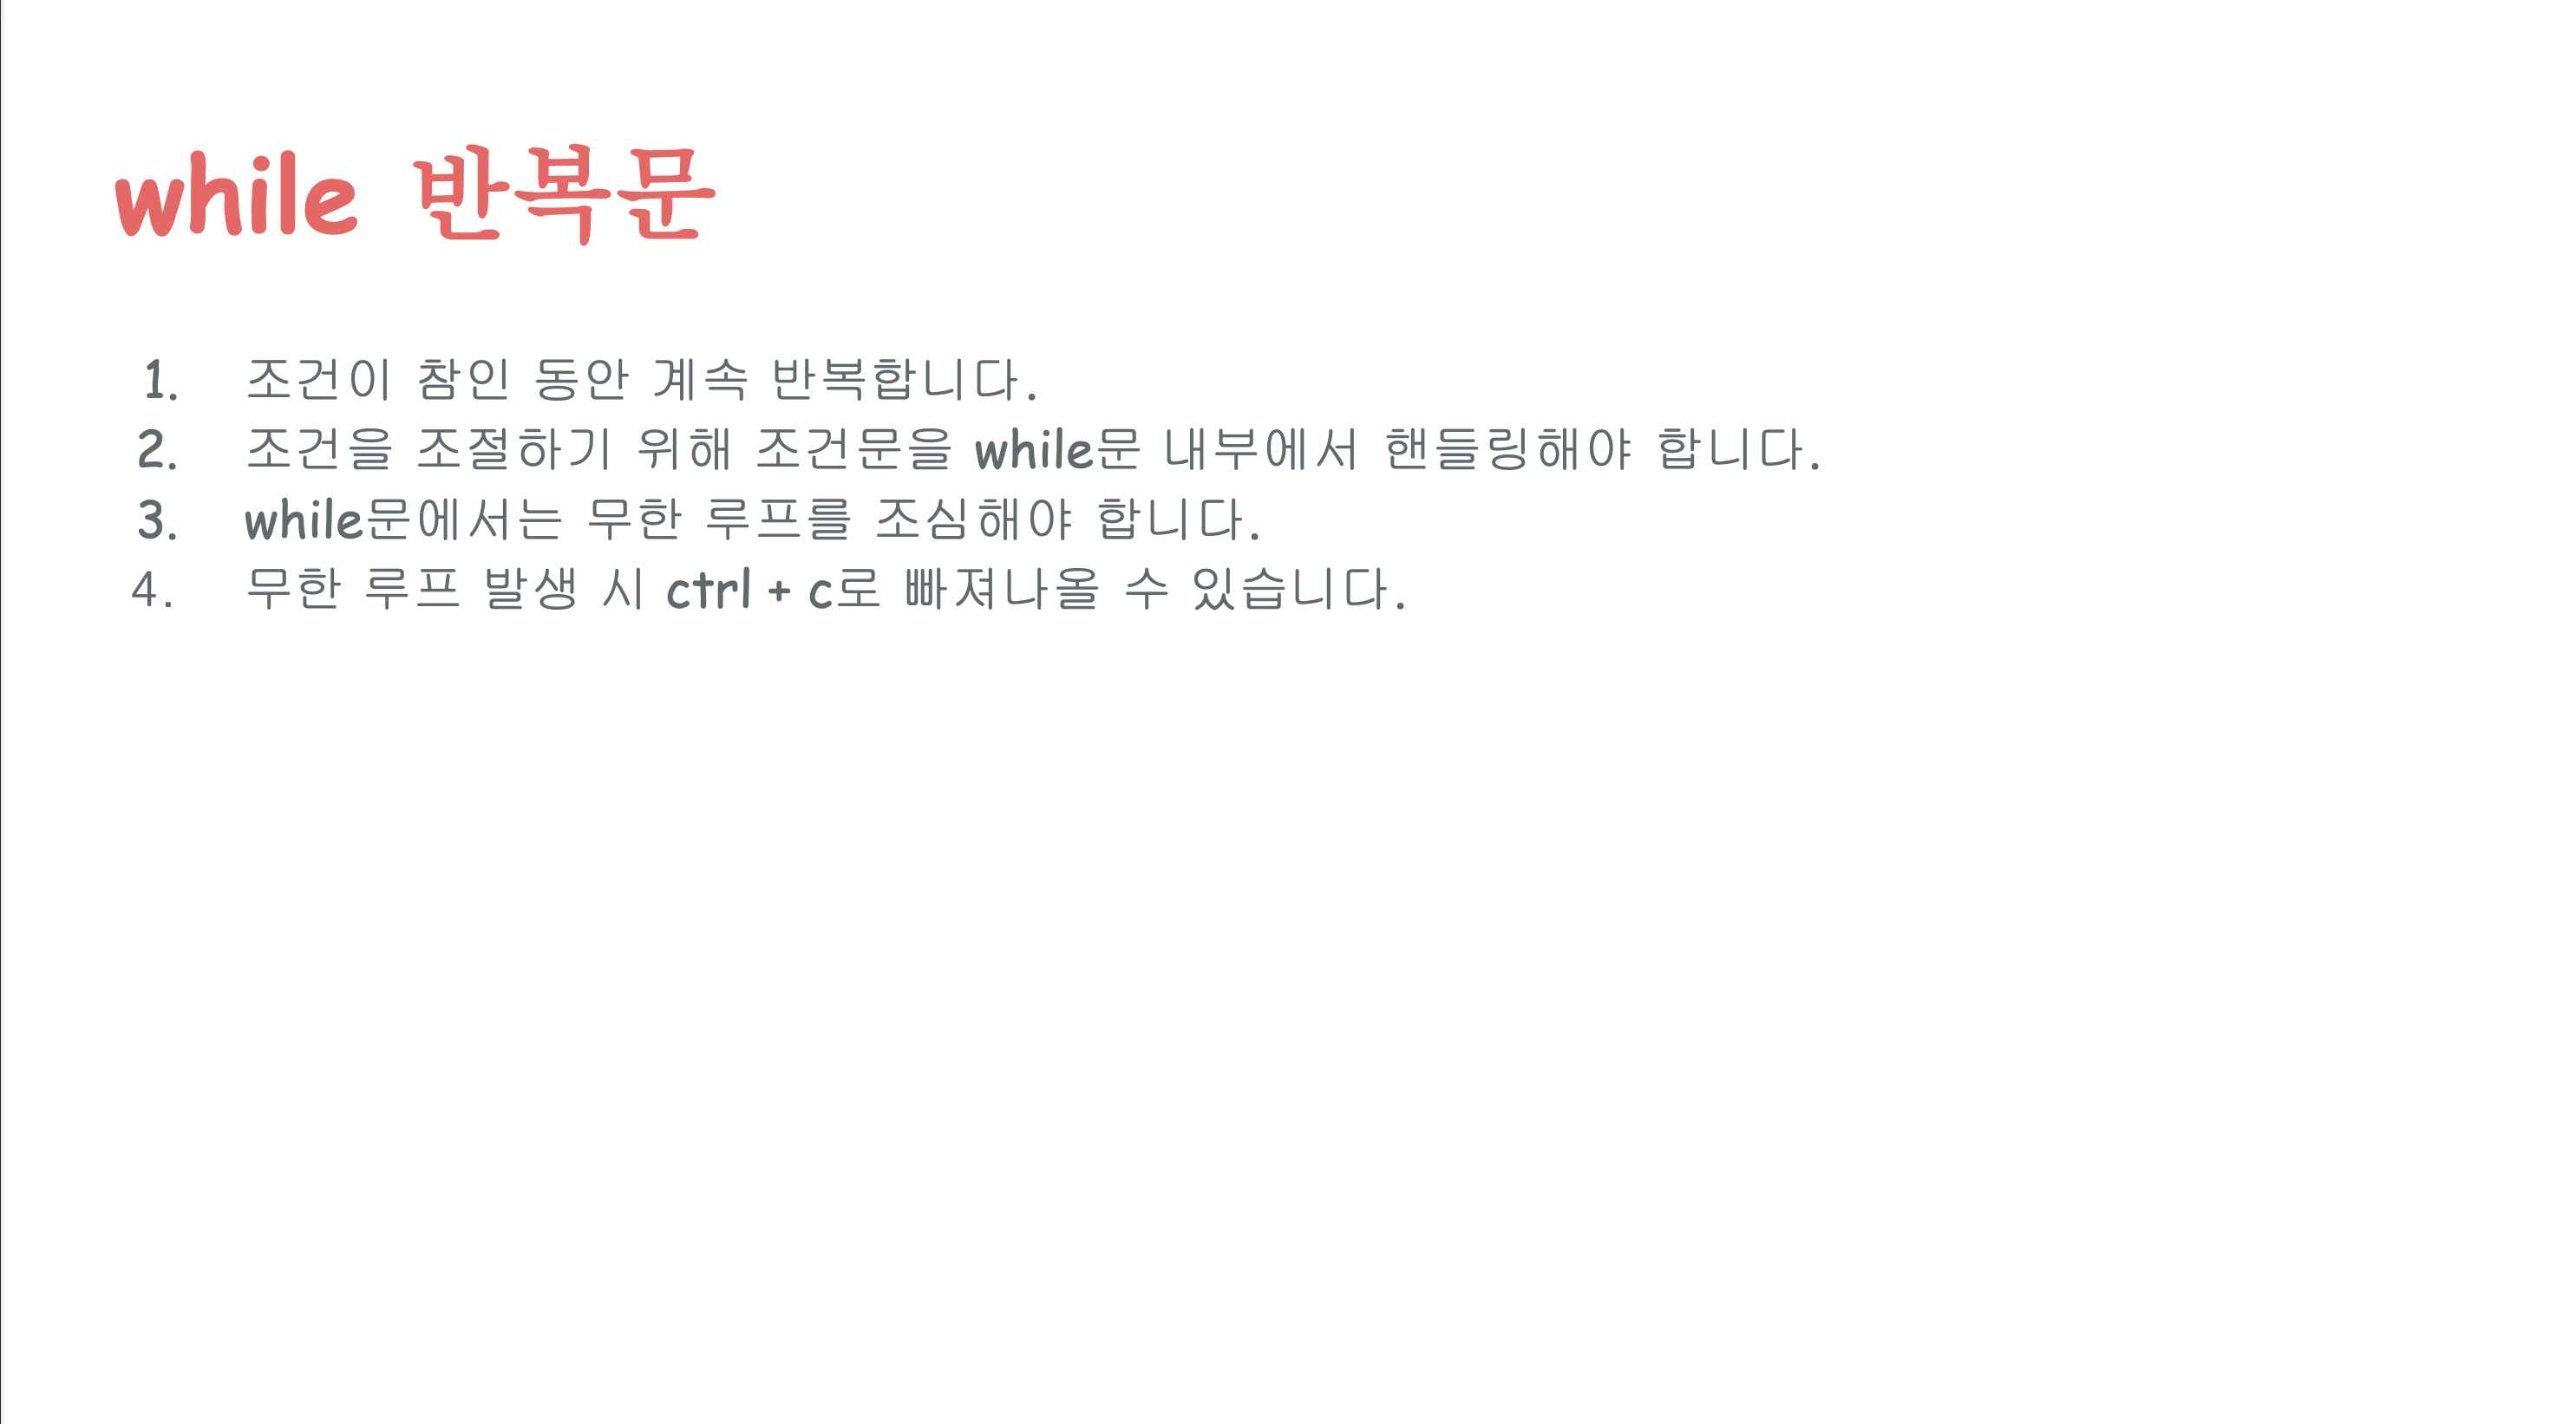 while 반복문
1. 조건이 참인 동안 계속 반복합니다.
2. 조건을 조절하기 위해 조건문을 while문 내부에서 핸들링해야 합니다.
3. while문에서는 무한 루프를 조심해야 합니다.
4. 무한 루프 발생 시 ctrl + c로 빠져나올 수 있습니다.